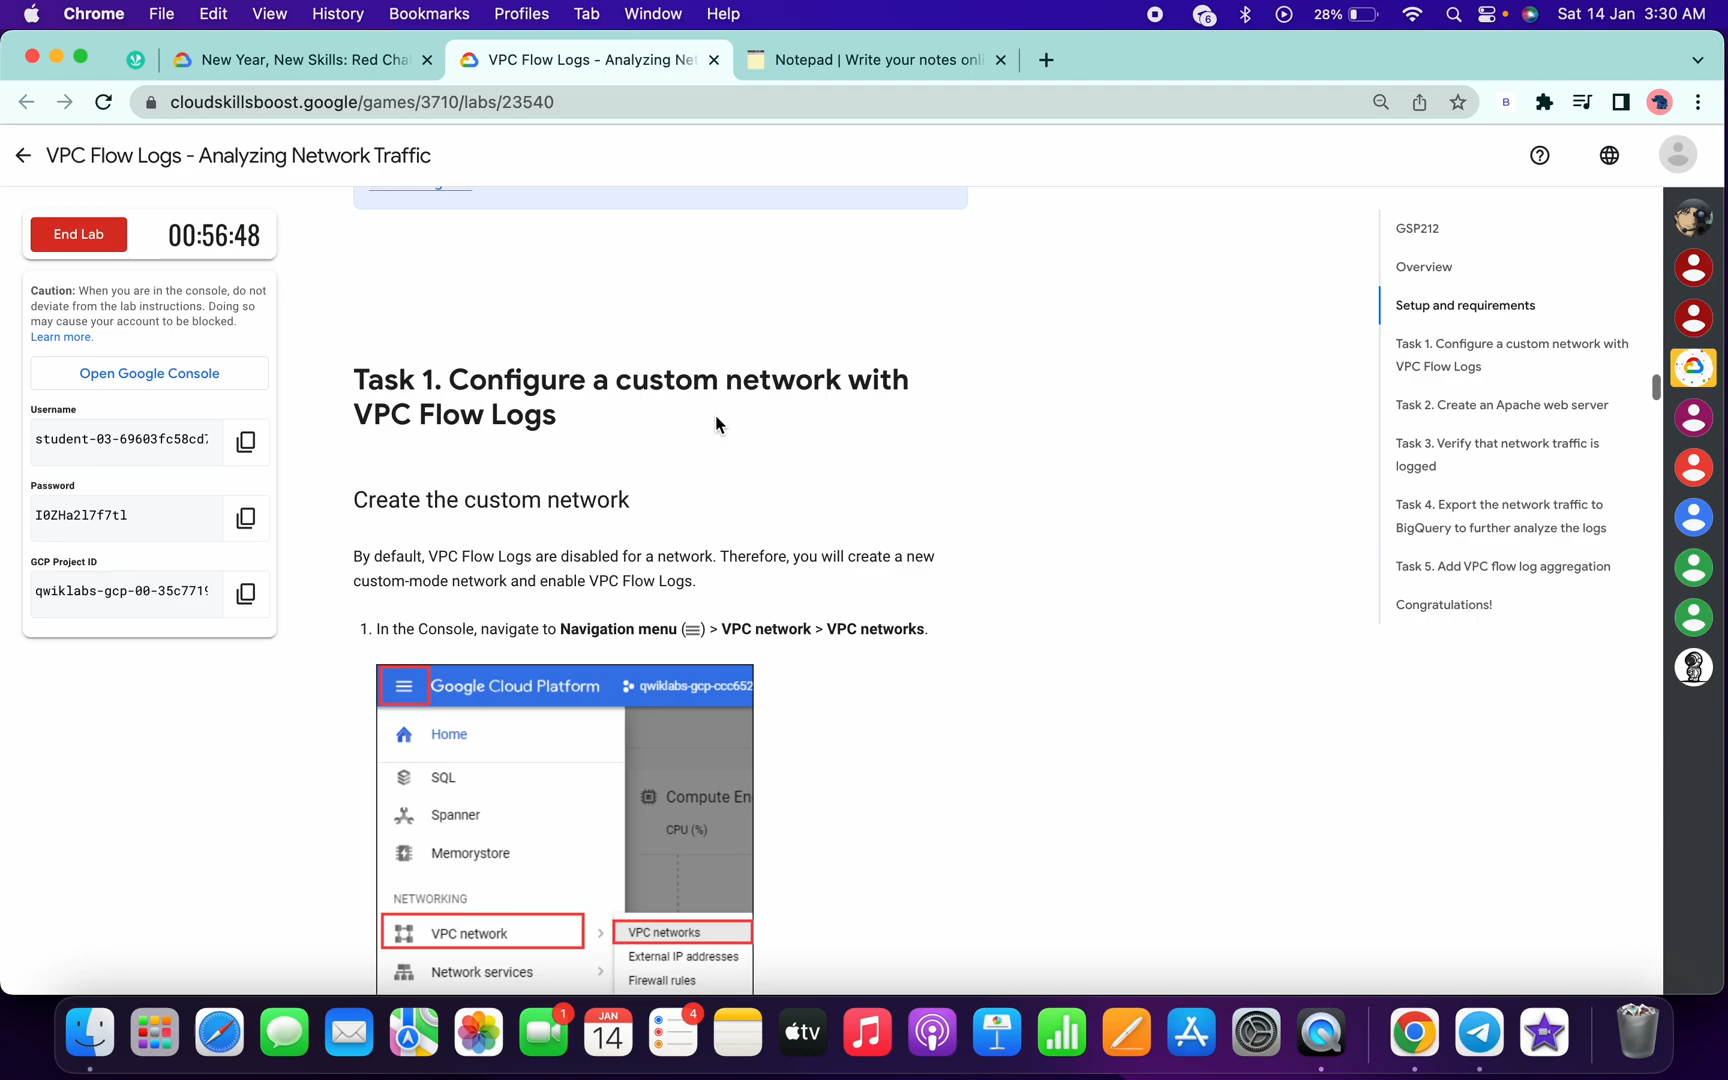 Chrome File Edit View History Bookmarks Profiles Tab Window Help 6 28% Sat 14 Jan 3:30 AM
New Year, New Skills: Red Cha
VPC Flow Logs - Analyzing Net
Notepad | Write your notes onli
cloudskillsboost.google/games/3710/labs/23540
B
VPC Flow Logs - Analyzing Network Traffic
End Lab
00:56:48
Caution: When you are in the console, do not
deviate from the lab instructions. Doing so
may cause your account to be blocked.
Learn more.
Open Google Console
Username
student-03-69603fc58cd
Password
I0ZHa2l7f7tl
GCP Project ID
qwiklabs-gcp-00-35c771
Task 1. Configure a custom network with
VPC Flow Logs
Create the custom network
By default, VPC Flow Logs are disabled for a network. Therefore, you will create a new
custom-mode network and enable VPC Flow Logs.
1. In the Console, navigate to Navigation menu (≡) > VPC network > VPC networks.
Google Cloud Platform
qwiklabs-gcp-ccc652
Home
SQL
Spanner
Memorystore
NETWORKING
VPC network
Network services
Compute En
CPU (%)
VPC networks
External IP addresses
Firewall rules
GSP212
Overview
Setup and requirements
Task 1. Configure a custom network with
VPC Flow Logs
Task 2. Create an Apache web server
Task 3. Verify that network traffic is
logged
Task 4. Export the network traffic to
BigQuery to further analyze the logs
Task 5. Add VPC flow log aggregation
Congratulations!
1
JAN
14
4
tv